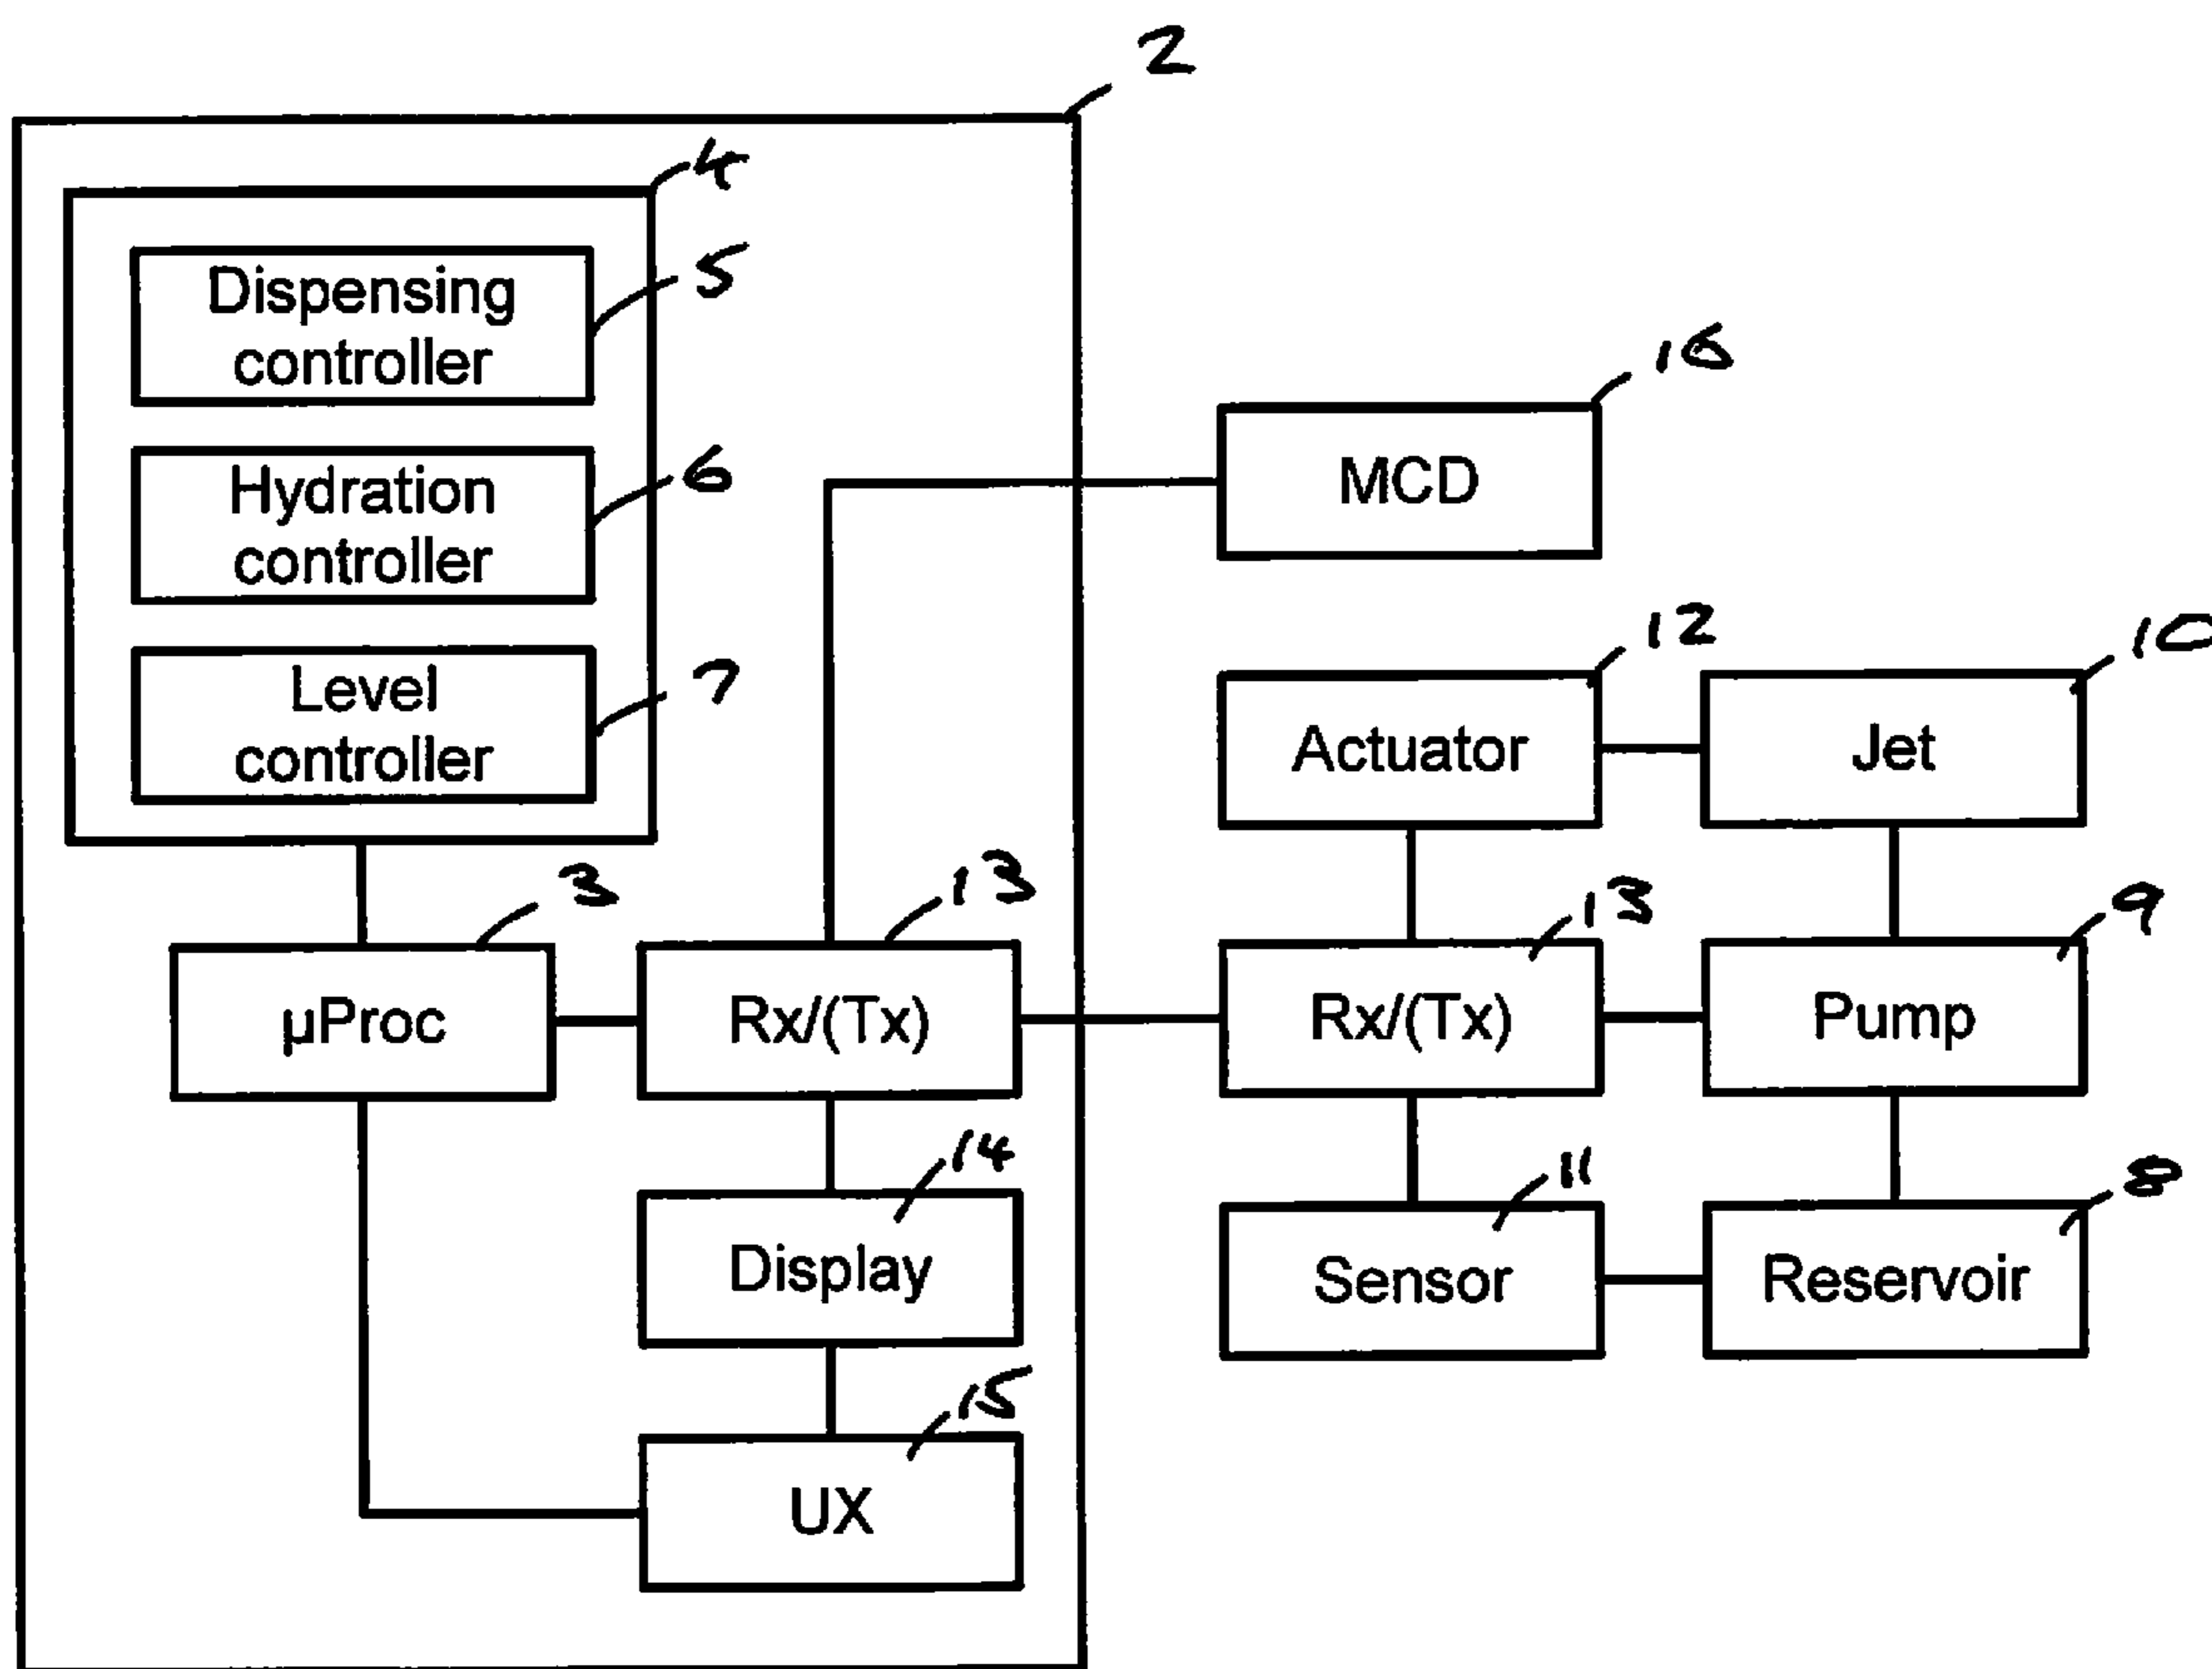 2
4
Dispensing
controller
5
Hydration
controller
6
Level
controller
7
MCD
16
Actuator
12
Jet
10
μProc
3
Rx/(Tx)
13
Rx/(Tx)
13
Pump
9
Display
14
Sensor
11
Reservoir
8
UX
15